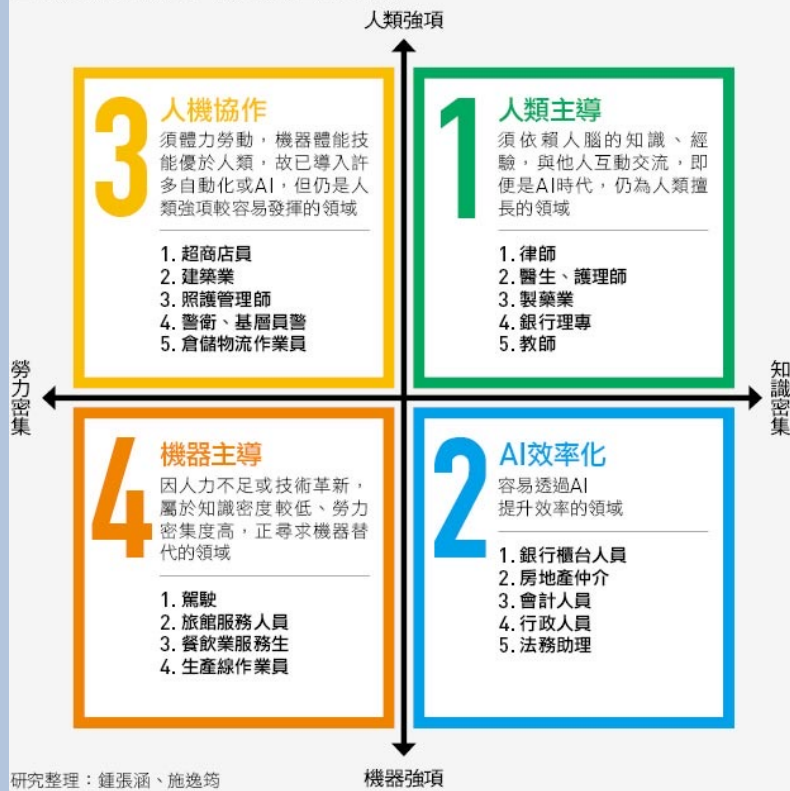 人類強項
3
人機協作
須體力勞動，機器體能技
能優於人類，故已導入許
多自動化或AI，但仍是人
類強項較容易發揮的領域
1. 超商店員
2. 建築業
3. 照護管理師
4. 警衛、基層員警
5. 倉儲物流作業員
1
人類主導
須依賴人腦的知識、經
驗，與他人互動交流，即
便是AI時代，仍為人類擅
長的領域
1. 律師
2. 醫生、護理師
3. 製藥業
4. 銀行理專
5. 教師
勞力密集
知識密集
4
機器主導
因人力不足或技術革新，
屬於知識密度較低、勞力
密集度高，正尋求機器替
代的領域
1. 駕駛
2. 旅館服務人員
3. 餐飲業服務生
4. 生產線作業員
2
AI效率化
容易透過AI
提升效率的領域
1. 銀行櫃台人員
2. 房地產仲介
3. 會計人員
4. 行政人員
5. 法務助理
研究整理：鍾張涵、施逸筠
機器強項